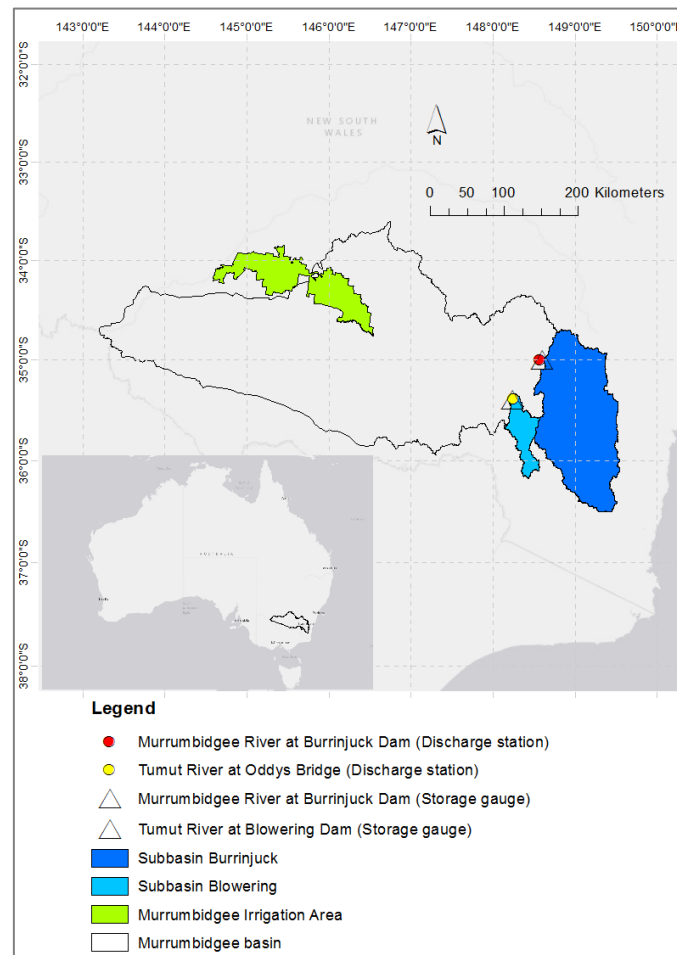 143°0'0"S 144°0'0"S 145°0'0"S 146°0'0"S 147°0'0"S 148°0'0"S 149°0'0"S 150°0'0"S
32°0'0"S
NEW SOUTH
WALES
N
33°0'0"S
0 50 100 200 Kilometers
34°0'0"S
35°0'0"S
36°0'0"S
37°0'0"S
AUSTRALIA
38°0'0"S
Legend
Murrumbidgee River at Burrinjuck Dam (Discharge station)
Tumut River at Oddys Bridge (Discharge station)
Murrumbidgee River at Burrinjuck Dam (Storage gauge)
Tumut River at Blowering Dam (Storage gauge)
Subbasin Burrinjuck
Subbasin Blowering
Murrumbidgee Irrigation Area
Murrumbidgee basin